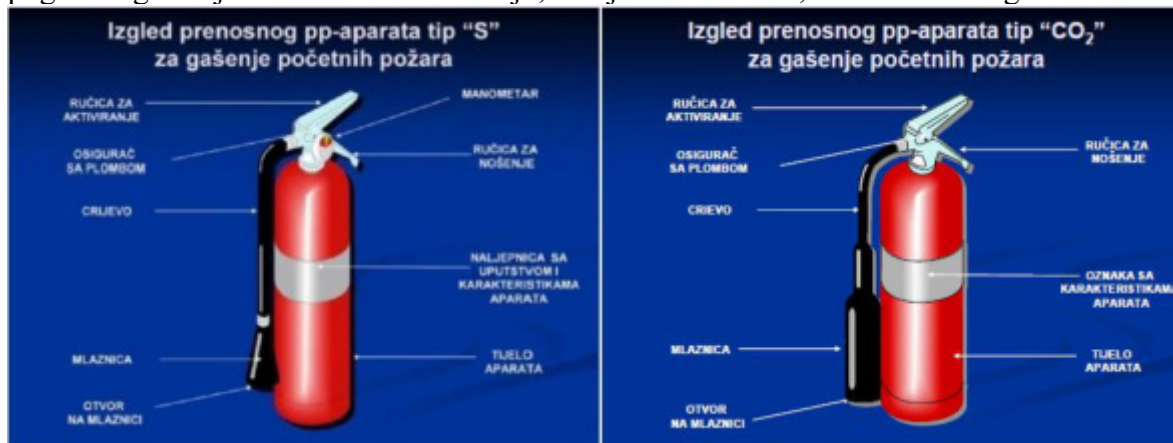 Izgled prenosnog pp-aparata tip “S”
za gašenje početnih požara
RUČICA ZA
AKTIVIRANJE
MANOMETAR
OSIGURAČ
SA PLOMBOM
RUČICA ZA
NOŠENJE
CRIJEVO
NALJEPNICA SA
UPUTSTVOM I
KARAKTERISTIKAMA
APARATA
MLAZNICA
TIJELO
APARATA
OTVOR
NA MLAZNICI
Izgled prenosnog pp-aparata tip “CO₂”
za gašenje početnih požara
RUČICA ZA
AKTIVIRANJE
OSIGURAČ
SA PLOMBOM
RUČICA ZA
NOŠENJE
CRIEVO
OZNAKA SA
KARAKTERISTIKAMA
APARATA
MLAZNICA
TIJELO
APARATA
OTVOR
NA MLAZNICI